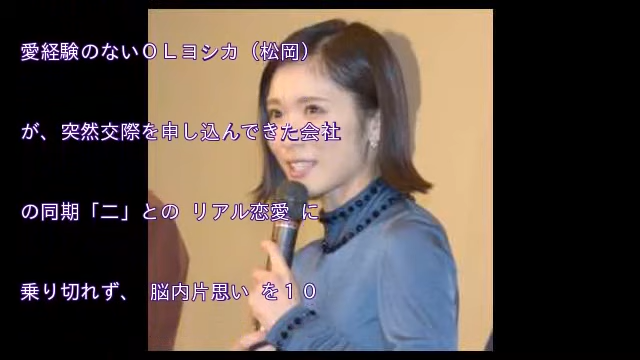 愛経験のないＯＬヨシカ（松岡）
が、突然交際を申し込んできた会社
の同期「二」との リアル恋愛 に
乗り切れず、 脳内片思い を１０